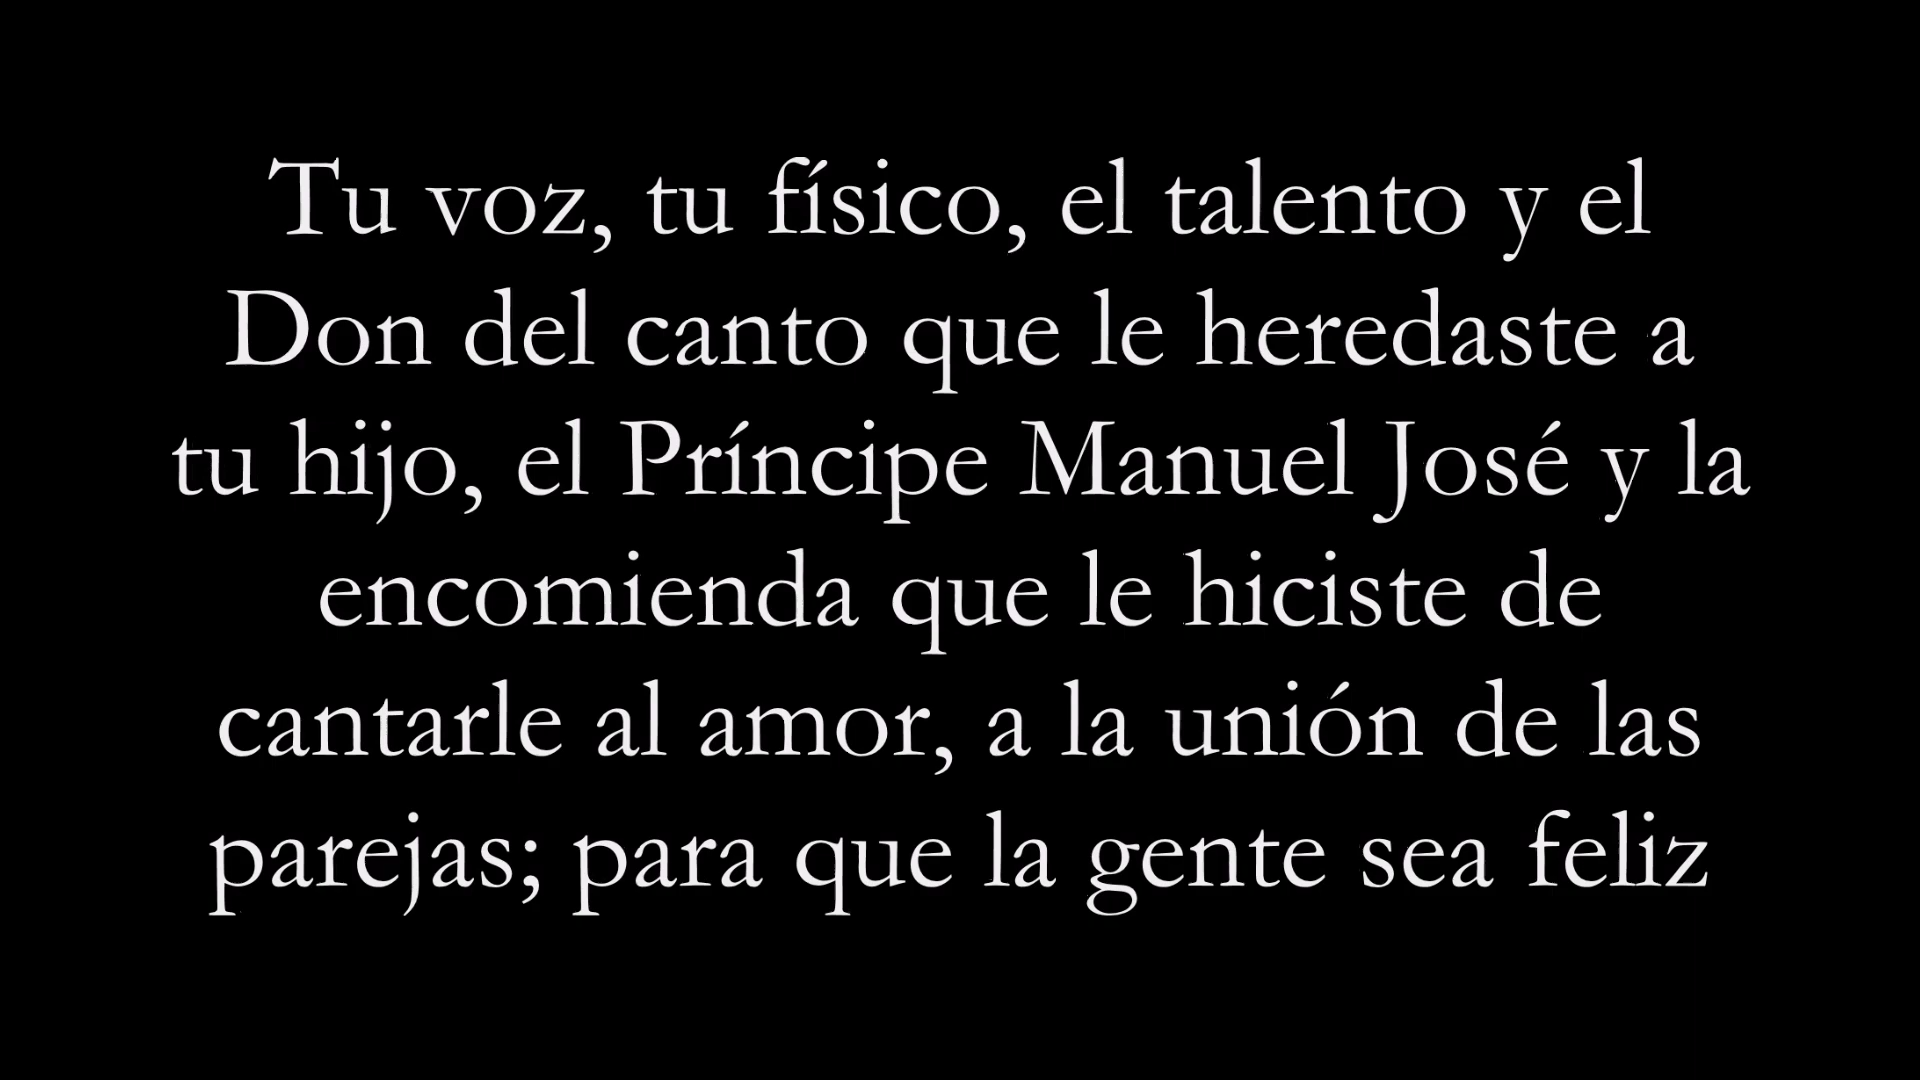 Tu voz, tu físico, el talento y el
Don del canto que le heredaste a
tu hijo, el Príncipe Manuel José y la
encomienda que le hiciste de
cantarle al amor, a la unión de las
parejas; para que la gente sea feliz